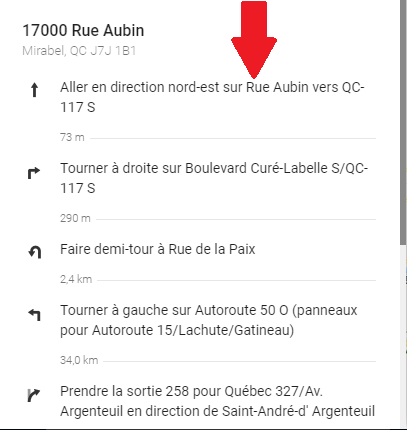 17000 Rue Aubin
Mirabel, QC J7J 1B1
Aller en direction nord-est sur Rue Aubin vers QC-
117 S
73 m
Tourner à droite sur Boulevard Curé-Labelle S/QC-
117 S
290 m
Faire demi-tour à Rue de la Paix
2,4 km
Tourner à gauche sur Autoroute 50 O (panneaux
pour Autoroute 15/Lachute/Gatineau)
34,0 km
Prendre la sortie 258 pour Québec 327/Av.
Argenteuil en direction de Saint-André-d' Argenteuil